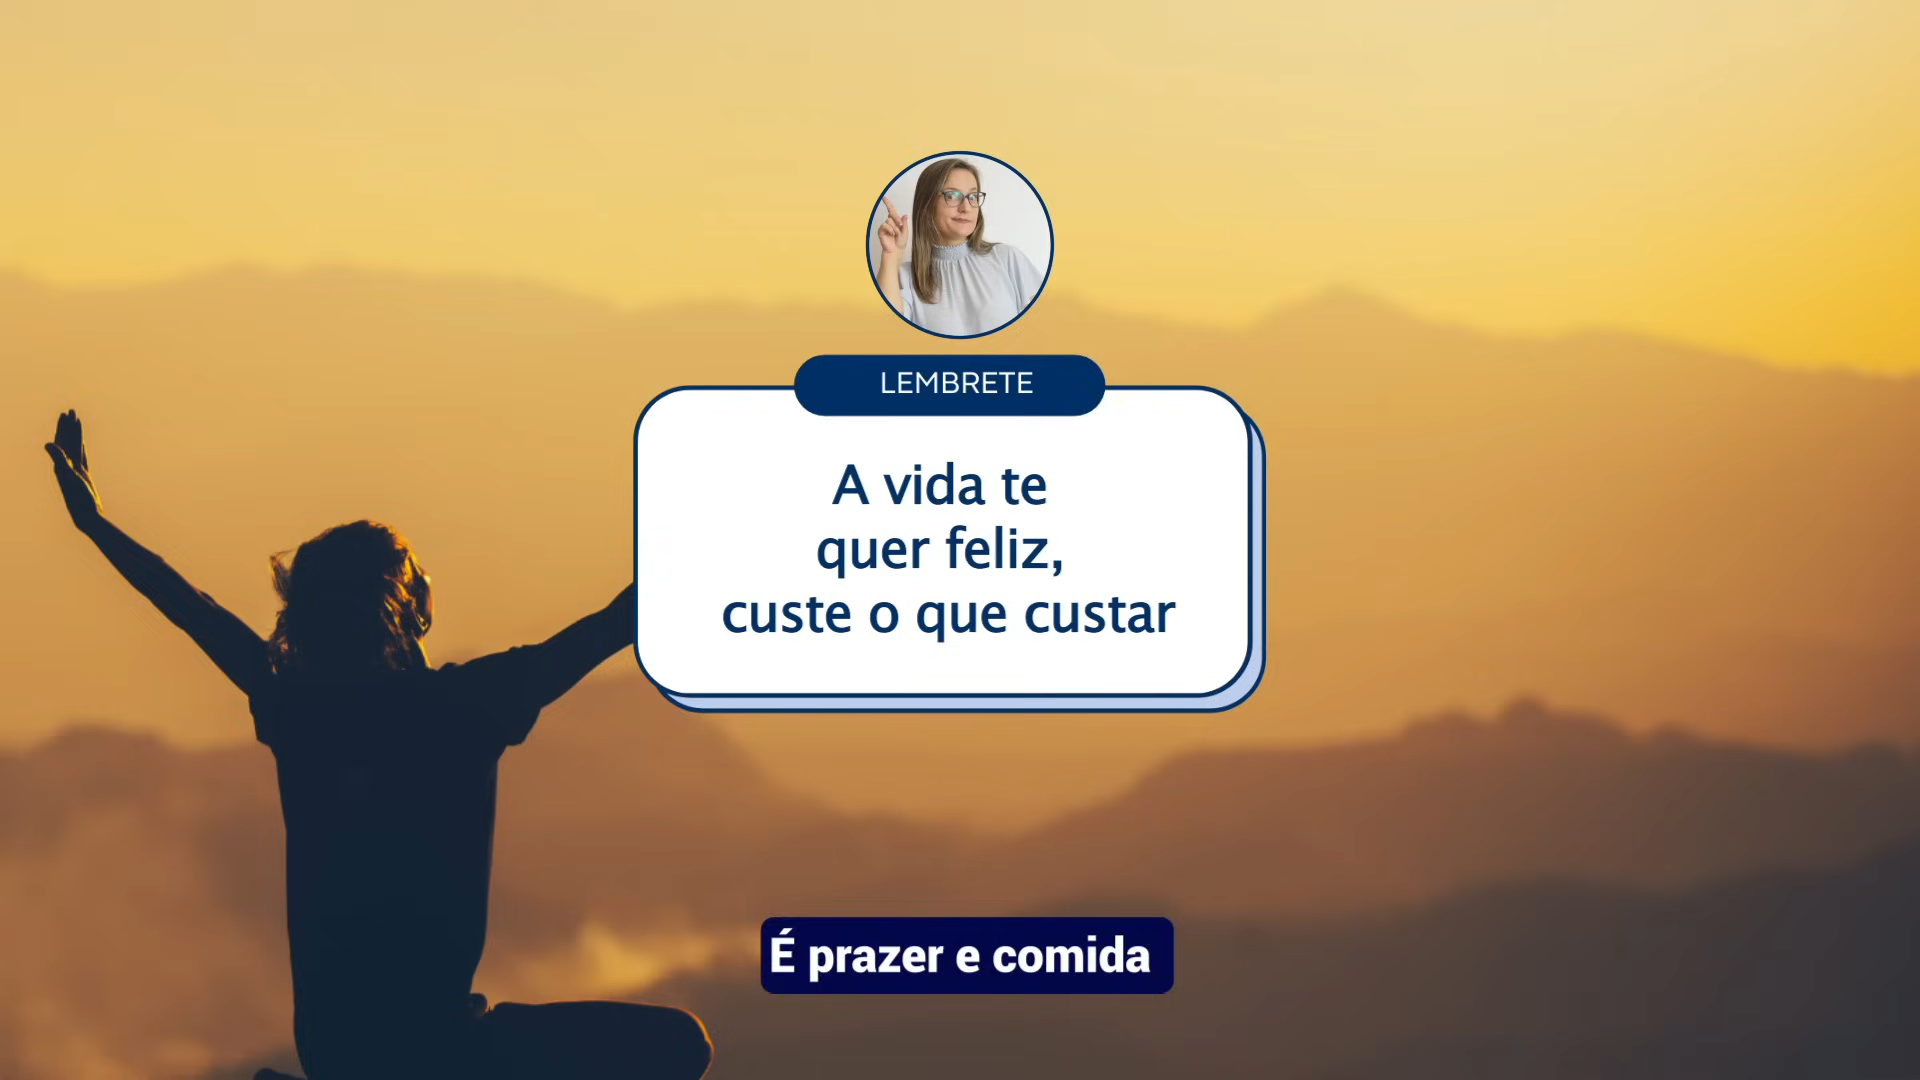 LEMBRETE
A vida te
quer feliz,
custe o que custar
É prazer e comida